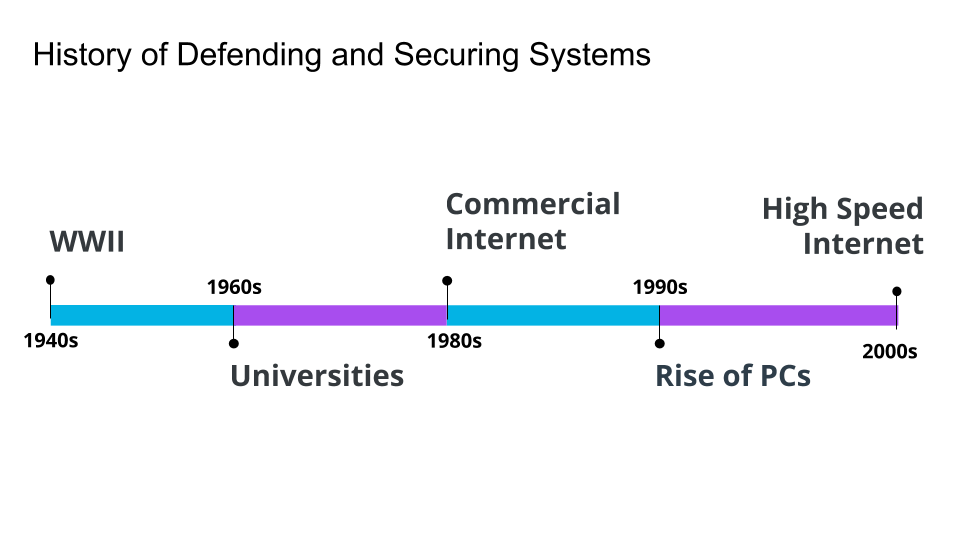 History of Defending and Securing Systems
Commercial
Internet
High Speed
Internet
WWII
1960s
1990s
1940s
1980s
2000s
Universities
Rise of PCs